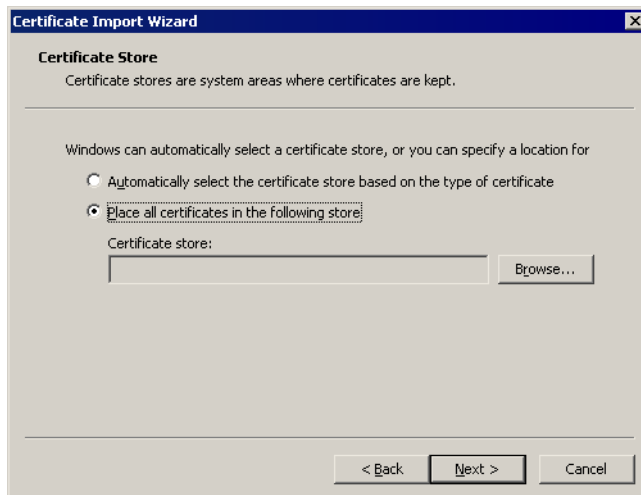 Certificate Import Wizard
Certificate Store
Certificate stores are system areas where certificates are kept.
Windows can automatically select a certificate store, or you can specify a location for
Automatically select the certificate store based on the type of certificate
Place all certificates in the following store
Certificate store:
Browse...
< Back
Next >
Cancel